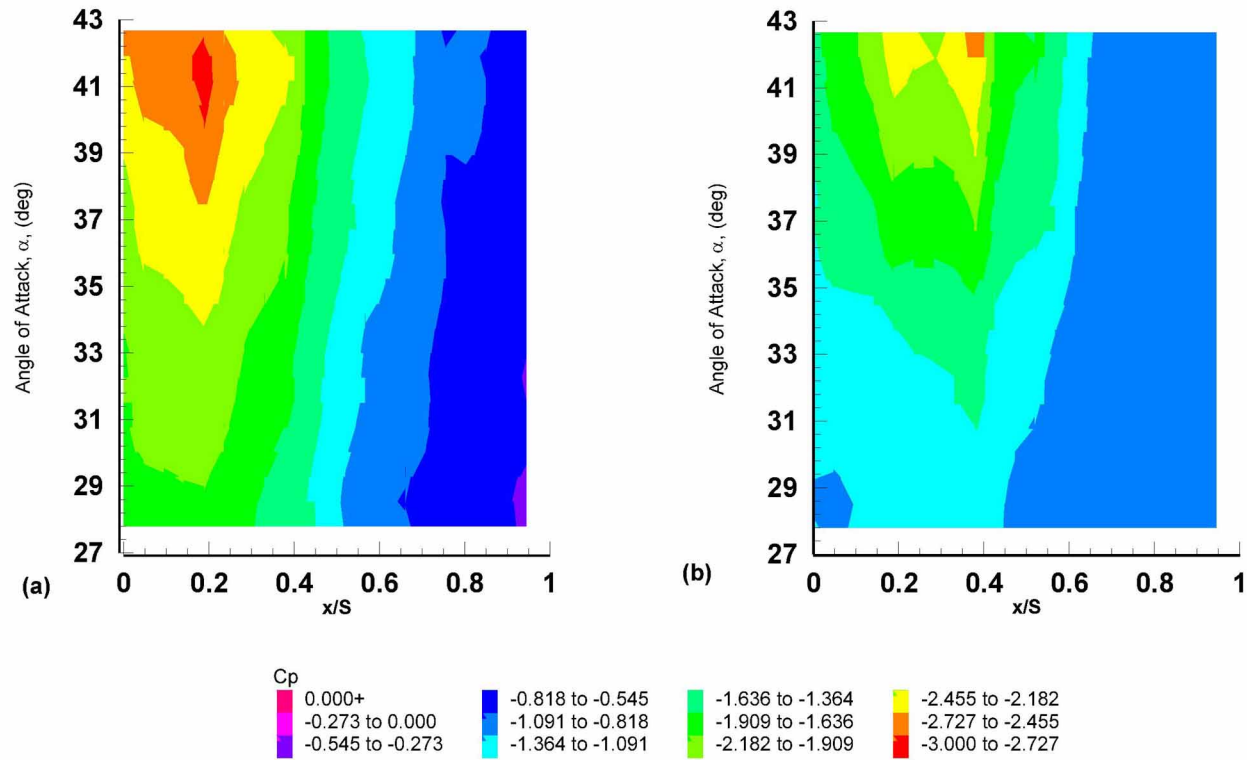 43
41
39
37
35
33
31
29
27
Angle of Attack, α, (deg)
0 0.2 0.4 0.6 0.8 1
x/S
(a)
43
41
39
37
35
33
31
29
27
Angle of Attack, α, (deg)
0 0.2 0.4 0.6 0.8 1
x/S
(b)
Cp
0.000+
-0.273 to 0.000
-0.545 to -0.273
-0.818 to -0.545
-1.091 to -0.818
-1.364 to -1.091
-1.636 to -1.364
-1.909 to -1.636
-2.182 to -1.909
-2.455 to -2.182
-2.727 to -2.455
-3.000 to -2.727